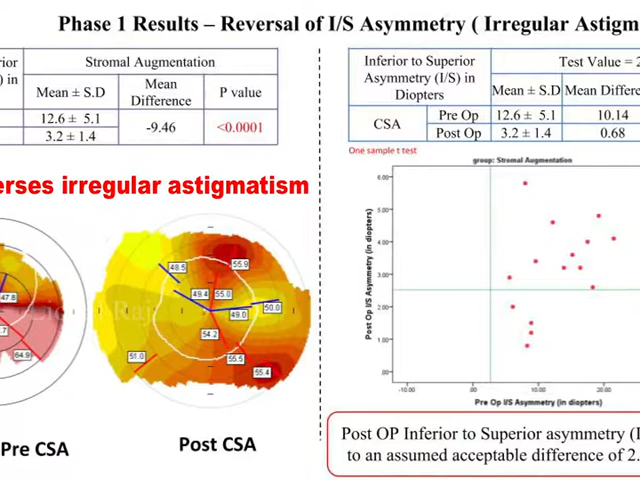 Phase 1 Results – Reversal of I/S Asymmetry ( Irregular Astigm
rior
) in
Stromal Augmentation
Mean ± S.D
Mean Difference
P value
12.6 ± 5.1
3.2 ± 1.4
-9.46
<0.0001
erses irregular astigmatism
47.8
64.9
Pre CSA
48.5
55.9
49.4
55.0
50.0
49.0
54.2
51.0
55.5
55.4
Post CSA
Inferior to Superior Asymmetry (I/S) in Diopters
Test Value = 2
Mean ± S.D
Mean Differe
CSA
Pre Op
12.6 ± 5.1
10.14
Post Op
3.2 ± 1.4
0.68
One sample t test
group: Stromal Augmentation
Post Op I/S Asymmetry (in diopters)
6.00
5.00
4.00
3.00
2.00
1.00
-10.00
.00
10.00
20.00
Pre Op I/S Asymmetry (in diopters)
Post OP Inferior to Superior asymmetry (I
to an assumed acceptable difference of 2.